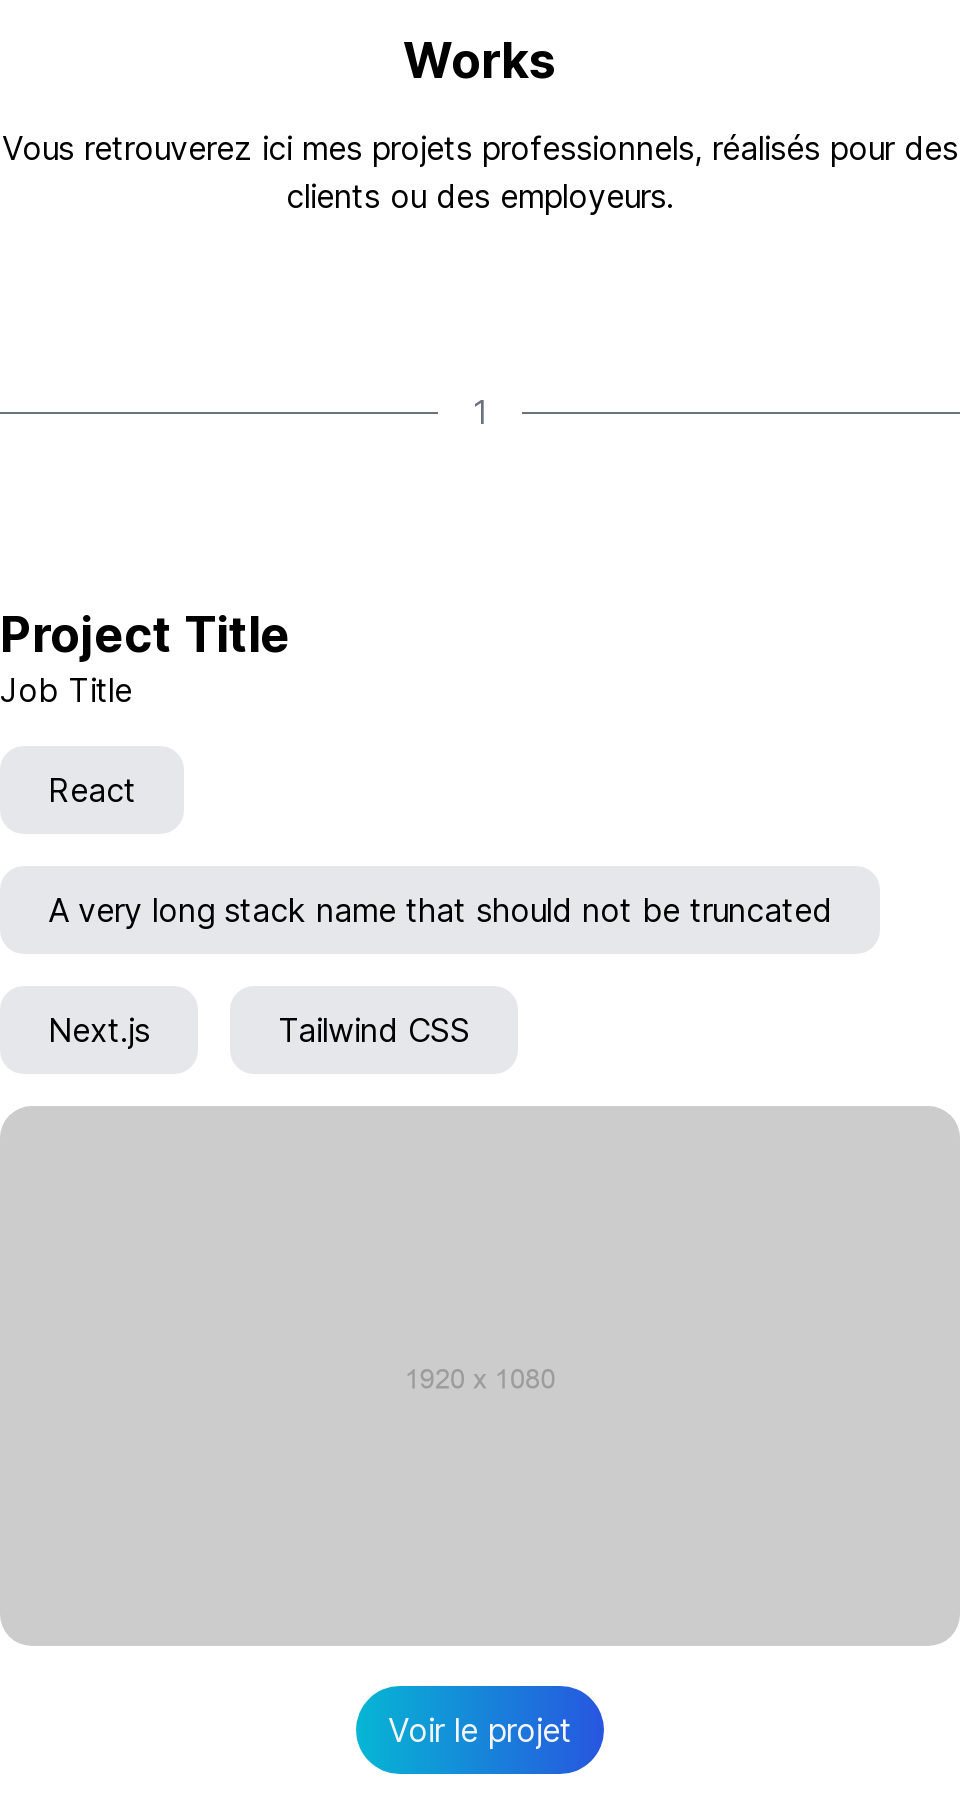 Works
Vous retrouverez ici mes projets professionnels, réalisés pour des
clients ou des employeurs.
1
Project Title
Job Title
React
A very long stack name that should not be truncated
Next.js Tailwind CSS
1920 x 1080
Voir le projet